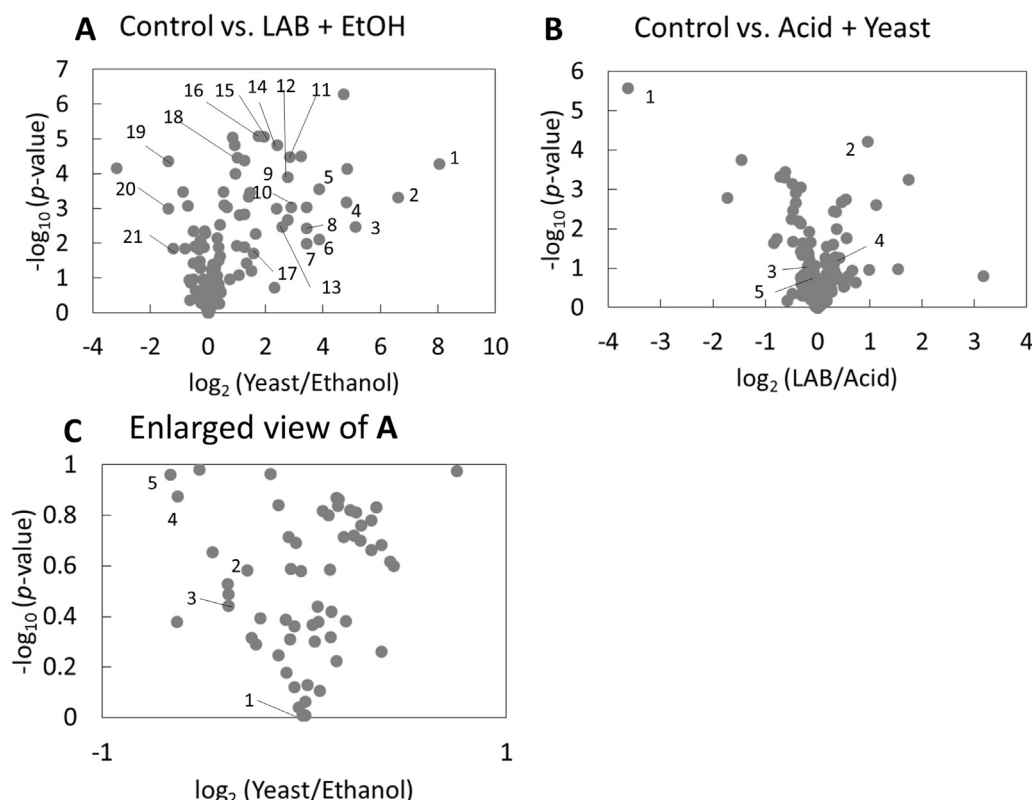 A Control vs. LAB + EtOH
-log10 (p-value)
7
6
5
4
3
2
1
0
16 15 14 12 11
18
19
9 5 1
20 10 2
4
3
8
21 6
7
17 13
-4 -2 0 2 4 6 8 10
log2 (Yeast/Ethanol)
B Control vs. Acid + Yeast
-log10 (p-value)
6
5
4
3
2
1
0
1
2
4
3
5
-4 -3 -2 -1 0 1 2 3 4
log2 (LAB/Acid)
C Enlarged view of A
-log10 (p-value)
1
0.8
0.6
0.4
0.2
0
5
4
2
3
1
-1 1
log2 (Yeast/Ethanol)